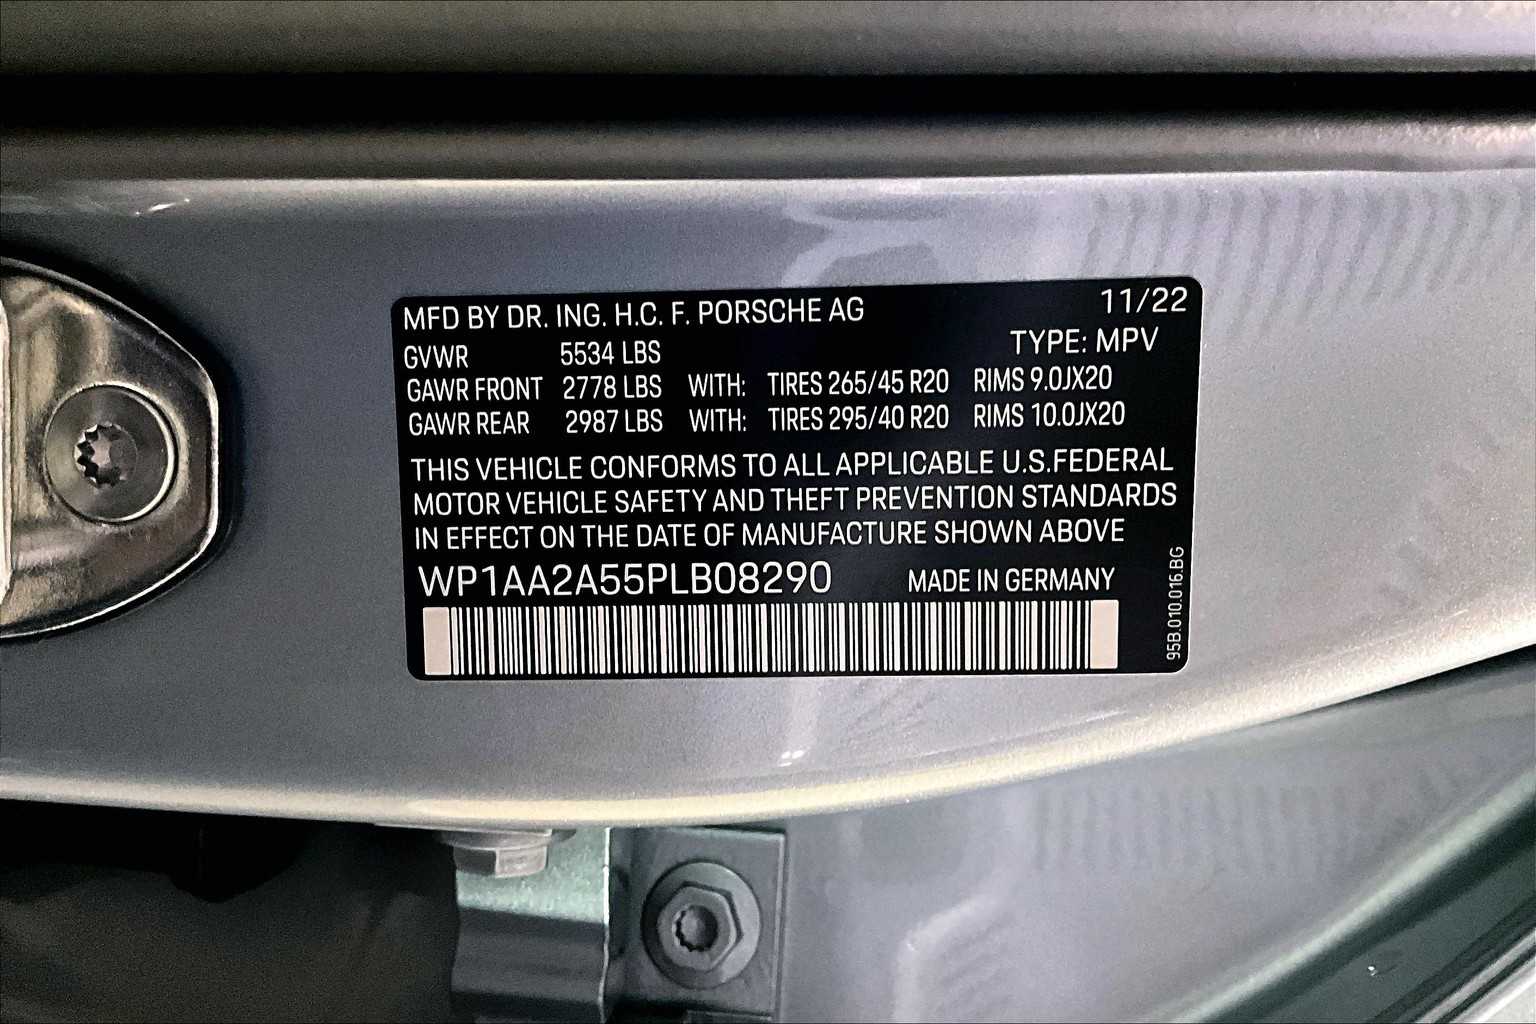 MFD BY DR. ING. H.C. F. PORSCHE AG 11/22
TYPE: MPV
GVWR 5534 LBS
GAWR FRONT 2778 LBS WITH: TIRES 265/45 R20 RIMS 9.0JX20
GAWR REAR 2987 LBS WITH: TIRES 295/40 R20 RIMS 10.0JX20
THIS VEHICLE CONFORMS TO ALL APPLICABLE U.S.FEDERAL
MOTOR VEHICLE SAFETY AND THEFT PREVENTION STANDARDS
IN EFFECT ON THE DATE OF MANUFACTURE SHOWN ABOVE
WP1AA2A55PLB08290 MADE IN GERMANY
95B.010.016.BG